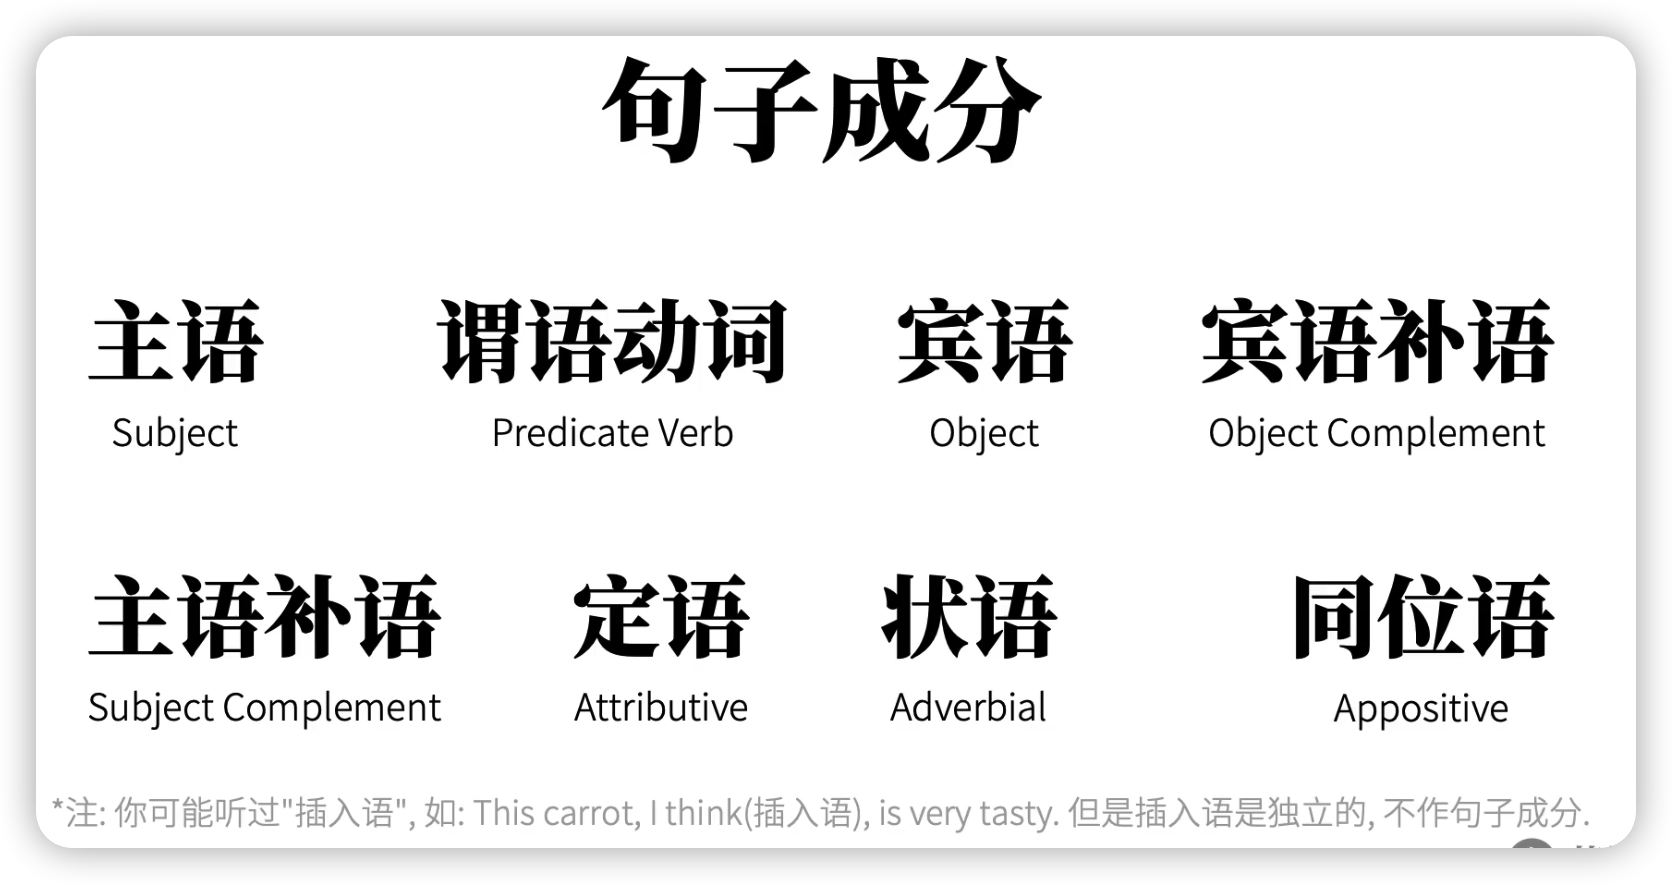 句子成分
主语 谓语动词 宾语 宾语补语
Subject Predicate Verb Object Object Complement
主语补语 定语 状语 同位语
Subject Complement Attributive Adverbial Appositive
*注: 你可能听过"插入语", 如: This carrot, I think(插入语), is very tasty. 但是插入语是独立的, 不作句子成分.